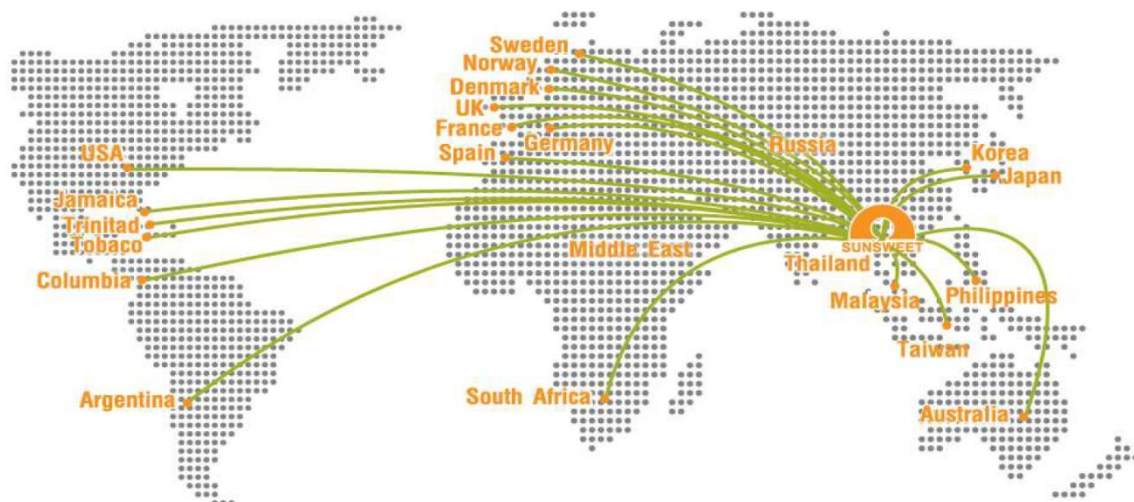 Sweden
Norway
Denmark
UK
France
Germany
Spain
Russia
USA
Korea
Japan
Jamaica
Trinitad
Tobaco
SUNSWEET
Middle East
Thailand
Columbia
Malaysia
Philippines
Taiwan
Argentina
South Africa
Australia